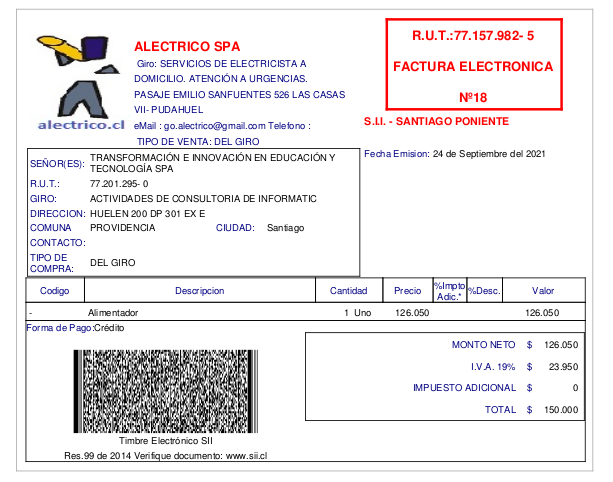 alectrico.cl
ALECTRICO SPA
Giro: SERVICIOS DE ELECTRICISTA A
DOMICILIO. ATENCIÓN A URGENCIAS.
PASAJE EMILIO SANFUENTES 526 LAS CASAS
VII- PUDAHUEL
eMail : go.alectrico@gmail.com Telefono :
TIPO DE VENTA: DEL GIRO
R.U.T.:77.157.982- 5
FACTURA ELECTRONICA
Nº18
S.I.I. - SANTIAGO PONIENTE
Fecha Emision: 24 de Septiembre del 2021
SEÑOR(ES): TRANSFORMACIÓN E INNOVACIÓN EN EDUCACIÓN Y
TECNOLOGÍA SPA
R.U.T.: 77.201.295- 0
GIRO: ACTIVIDADES DE CONSULTORIA DE INFORMATIC
DIRECCION: HUELEN 200 DP 301 EX E
COMUNA PROVIDENCIA CIUDAD: Santiago
CONTACTO:
TIPO DE
COMPRA: DEL GIRO
Codigo Descripcion Cantidad Precio %Impto Adic.* %Desc. Valor
- Alimentador 1 Uno 126.050 126.050
Forma de Pago:Crédito
MONTO NETO $ 126.050
I.V.A. 19% $ 23.950
IMPUESTO ADICIONAL $ 0
TOTAL $ 150.000
Timbre Electrónico SII
Res.99 de 2014 Verifique documento: www.sii.cl